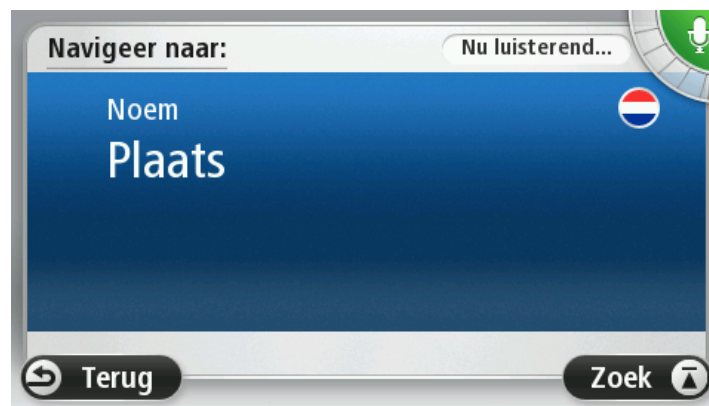 Navigeer naar:
Nu luisterend...
Noem
Plaats
Terug
Zoek